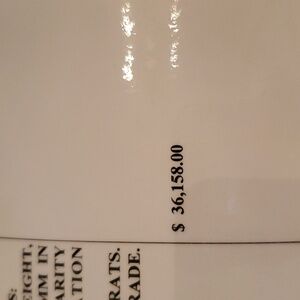 S:
EIGHT,
MM IN
ARITY
ATION
RATS.
RADE.
$ 36,158.00